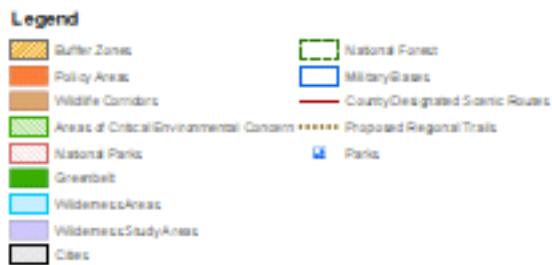 Legend
Buffer Zones
Policy Areas
Wildlife Corridors
Areas of Critical Environmental Concern
National Parks
Greenbelt
Wilderness Areas
Wilderness Study Areas
Cities
National Forest
Military Bases
County Designated Scenic Routes
Proposed Regional Trails
Parks